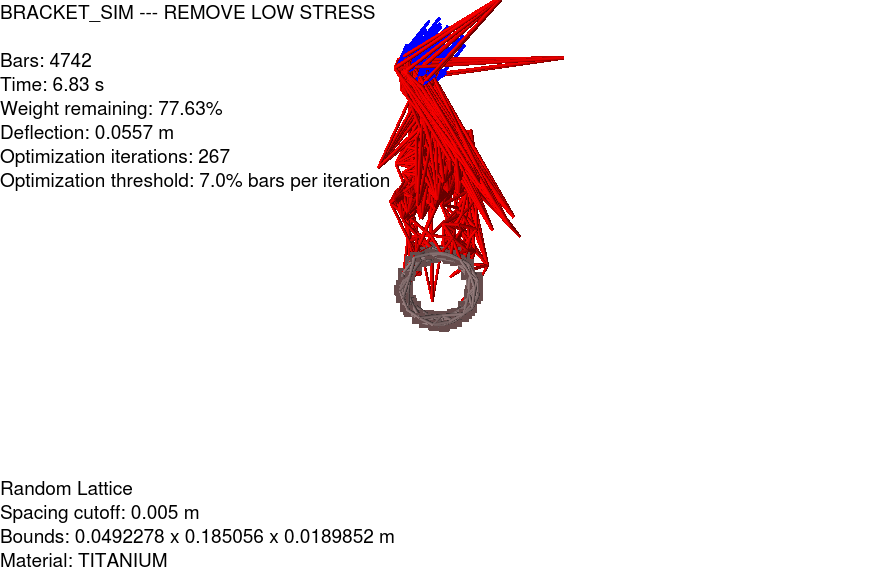 BRACKET_SIM --- REMOVE LOW STRESS
Bars: 4742
Time: 6.83 s
Weight remaining: 77.63%
Deflection: 0.0557 m
Optimization iterations: 267
Optimization threshold: 7.0% bars per iteration
Random Lattice
Spacing cutoff: 0.005 m
Bounds: 0.0492278 x 0.185056 x 0.0189852 m
Material: TITANIUM